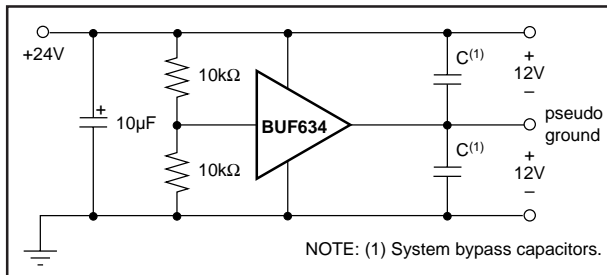 +24V
10µF
+
10kΩ
10kΩ
BUF634
C(1)
C(1)
+
12V
–
pseudo
ground
+
12V
–
NOTE: (1) System bypass capacitors.